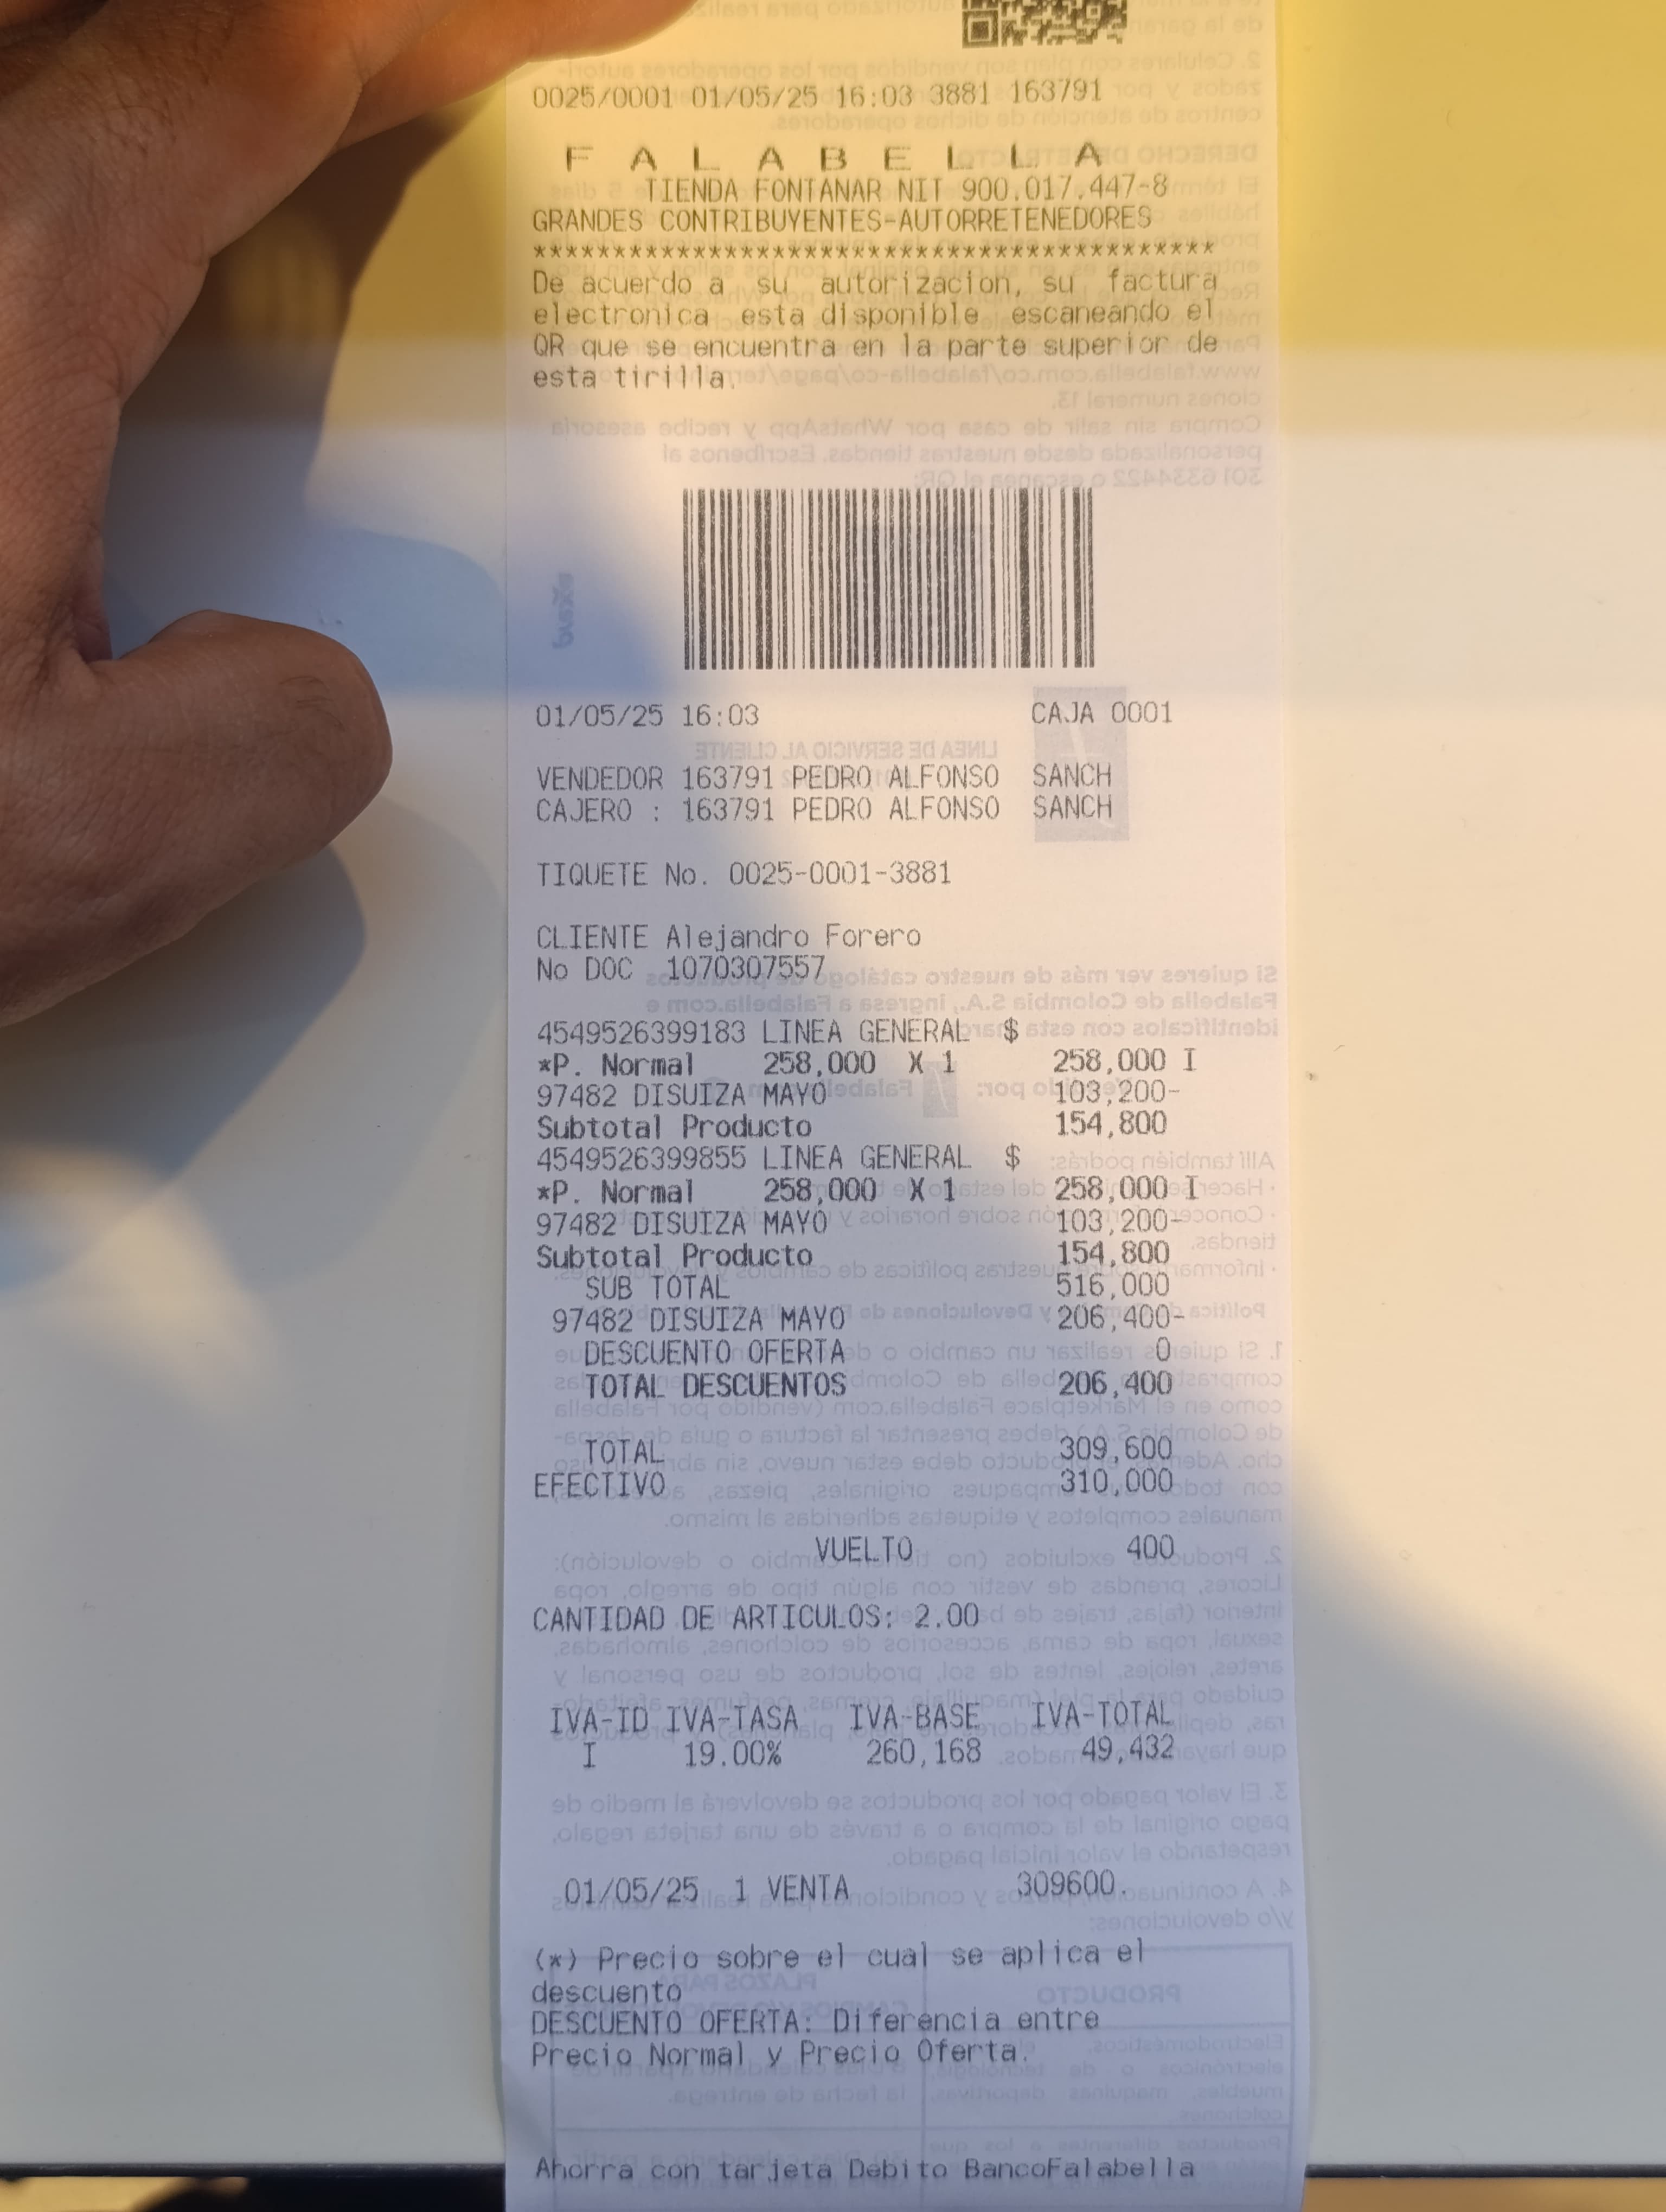 0025/0001 01/05/25 16:03 3881 163791
F A L A B E L L A
TIENDA FONTANAR NIT 900.017.447-8
GRANDES CONTRIBUYENTES-AUTORRETENEDORES
******************************************
De acuerdo a su autorizacion, su factura
electronica esta disponible escaneando el
QR que se encuentra en la parte superior de
esta tirilla.
01/05/25 16:03 CAJA 0001
VENDEDOR 163791 PEDRO ALFONSO SANCH
CAJERO : 163791 PEDRO ALFONSO SANCH
TIQUETE No. 0025-0001-3881
CLIENTE Alejandro Forero
No DOC 1070307557
4549526399183 LINEA GENERAL $
*P. Normal 258,000 X 1 258,000 I
97482 DISUIZA MAYO 103,200-
Subtotal Producto 154,800
4549526399855 LINEA GENERAL $
*P. Normal 258,000 X 1 258,000 I
97482 DISUIZA MAYO 103,200-
Subtotal Producto 154,800
SUB TOTAL 516,000
97482 DISUIZA MAYO 206,400-
DESCUENTO OFERTA 0
TOTAL DESCUENTOS 206,400
TOTAL 309,600
EFECTIVO 310,000
VUELTO 400
CANTIDAD DE ARTICULOS: 2.00
IVA-ID IVA-TASA IVA-BASE IVA-TOTAL
I 19.00% 260,168 49,432
01/05/25 1 VENTA 309600.
(*) Precio sobre el cual se aplica el
descuento
DESCUENTO OFERTA: Diferencia entre
Precio Normal y Precio Oferta.
Ahorra con tarjeta Debito BancoFalabella